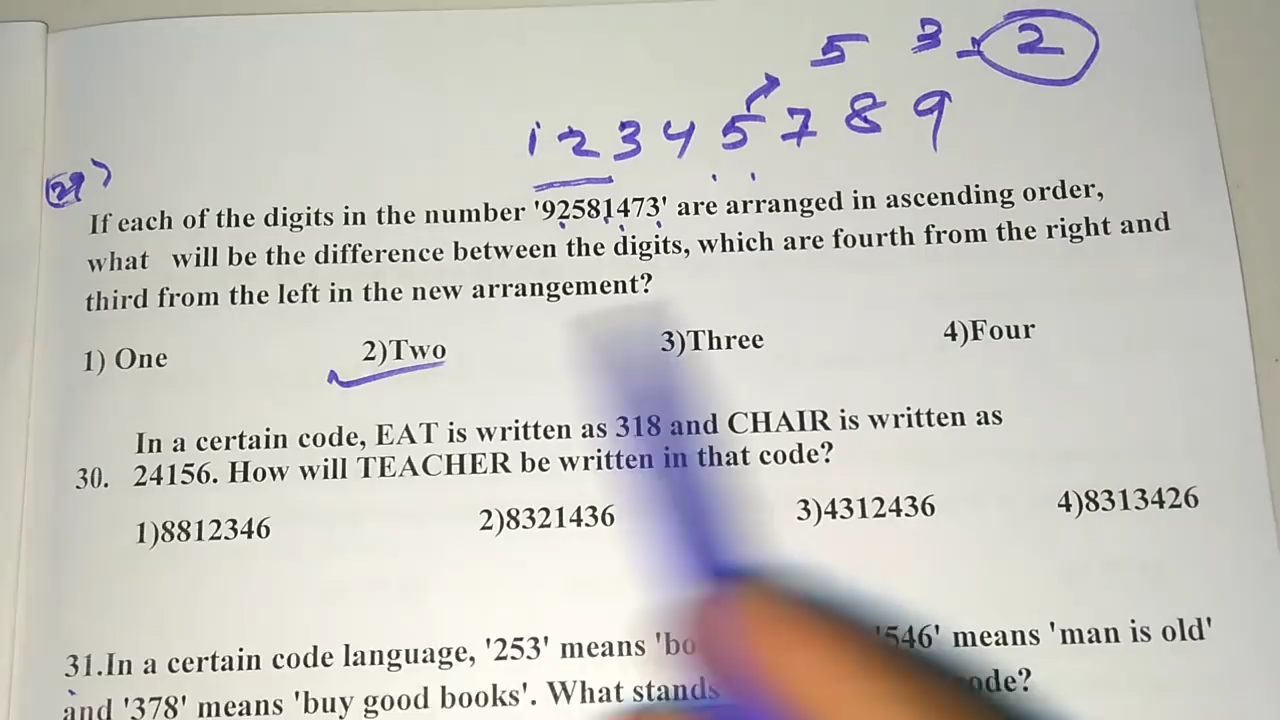 5 3 - 2
1 2 3 4 5 7 8 9
29)
If each of the digits in the number '92581473' are arranged in ascending order,
what will be the difference between the digits, which are fourth from the right and
third from the left in the new arrangement?
1) One 2)Two 3)Three 4)Four
In a certain code, EAT is written as 318 and CHAIR is written as
30. 24156. How will TEACHER be written in that code?
1)8812346 2)8321436 3)4312436 4)8313426
31.In a certain code language, '253' means '546' means 'man is old'
and '378' means 'buy good books'. What stands code?